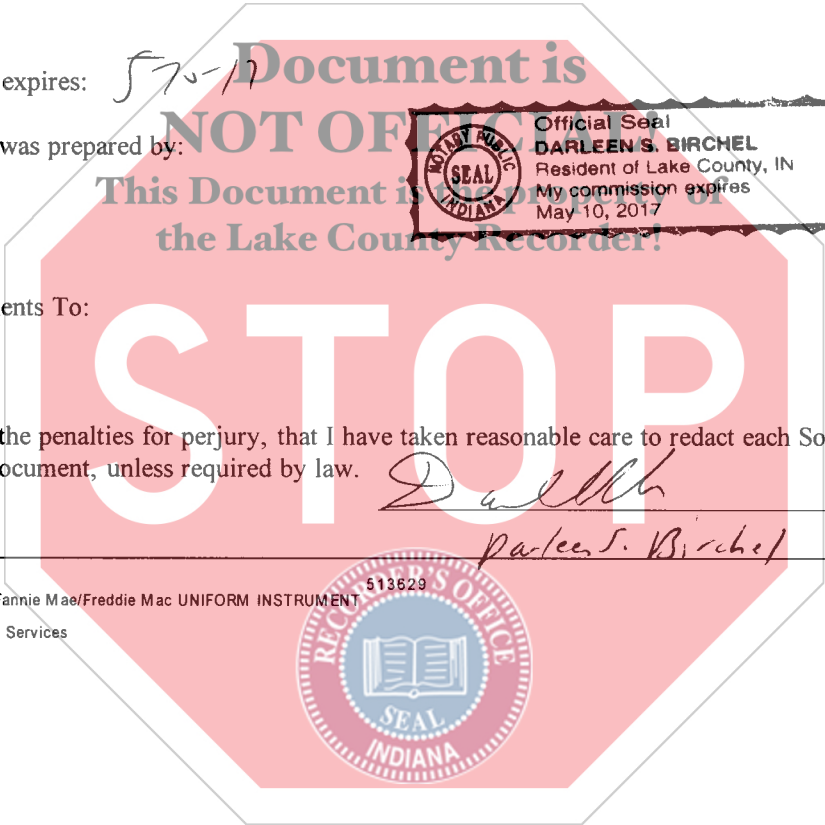 expires: 5-10-17
Document is
NOT OFFICIAL!
was prepared by:
This Document is the property of
the Lake County Recorder!
Official Seal
DARLEEN S. BIRCHEL
Resident of Lake County, IN
My commission expires
May 10, 2017
NOTARY PUBLIC
SEAL
INDIANA
ents To:
STOP
the penalties for perjury, that I have taken reasonable care to redact each So
ocument, unless required by law.
Darleen S. Birchel
513629
annie Mae/Freddie Mac UNIFORM INSTRUMENT
Services
RECORDER'S OFFICE
SEAL
INDIANA